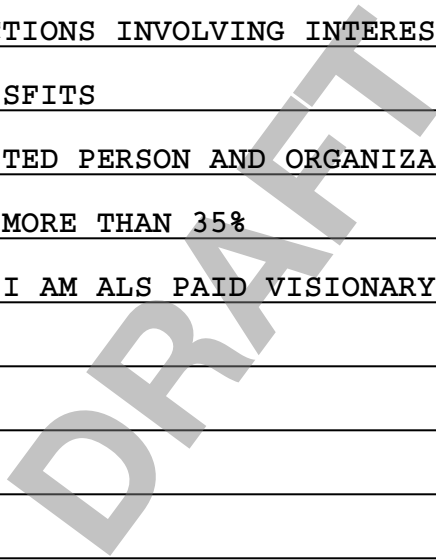 TIONS INVOLVING INTERES
SFITS
TED PERSON AND ORGANIZA
MORE THAN 35%
I AM ALS PAID VISIONARY
DRAFT